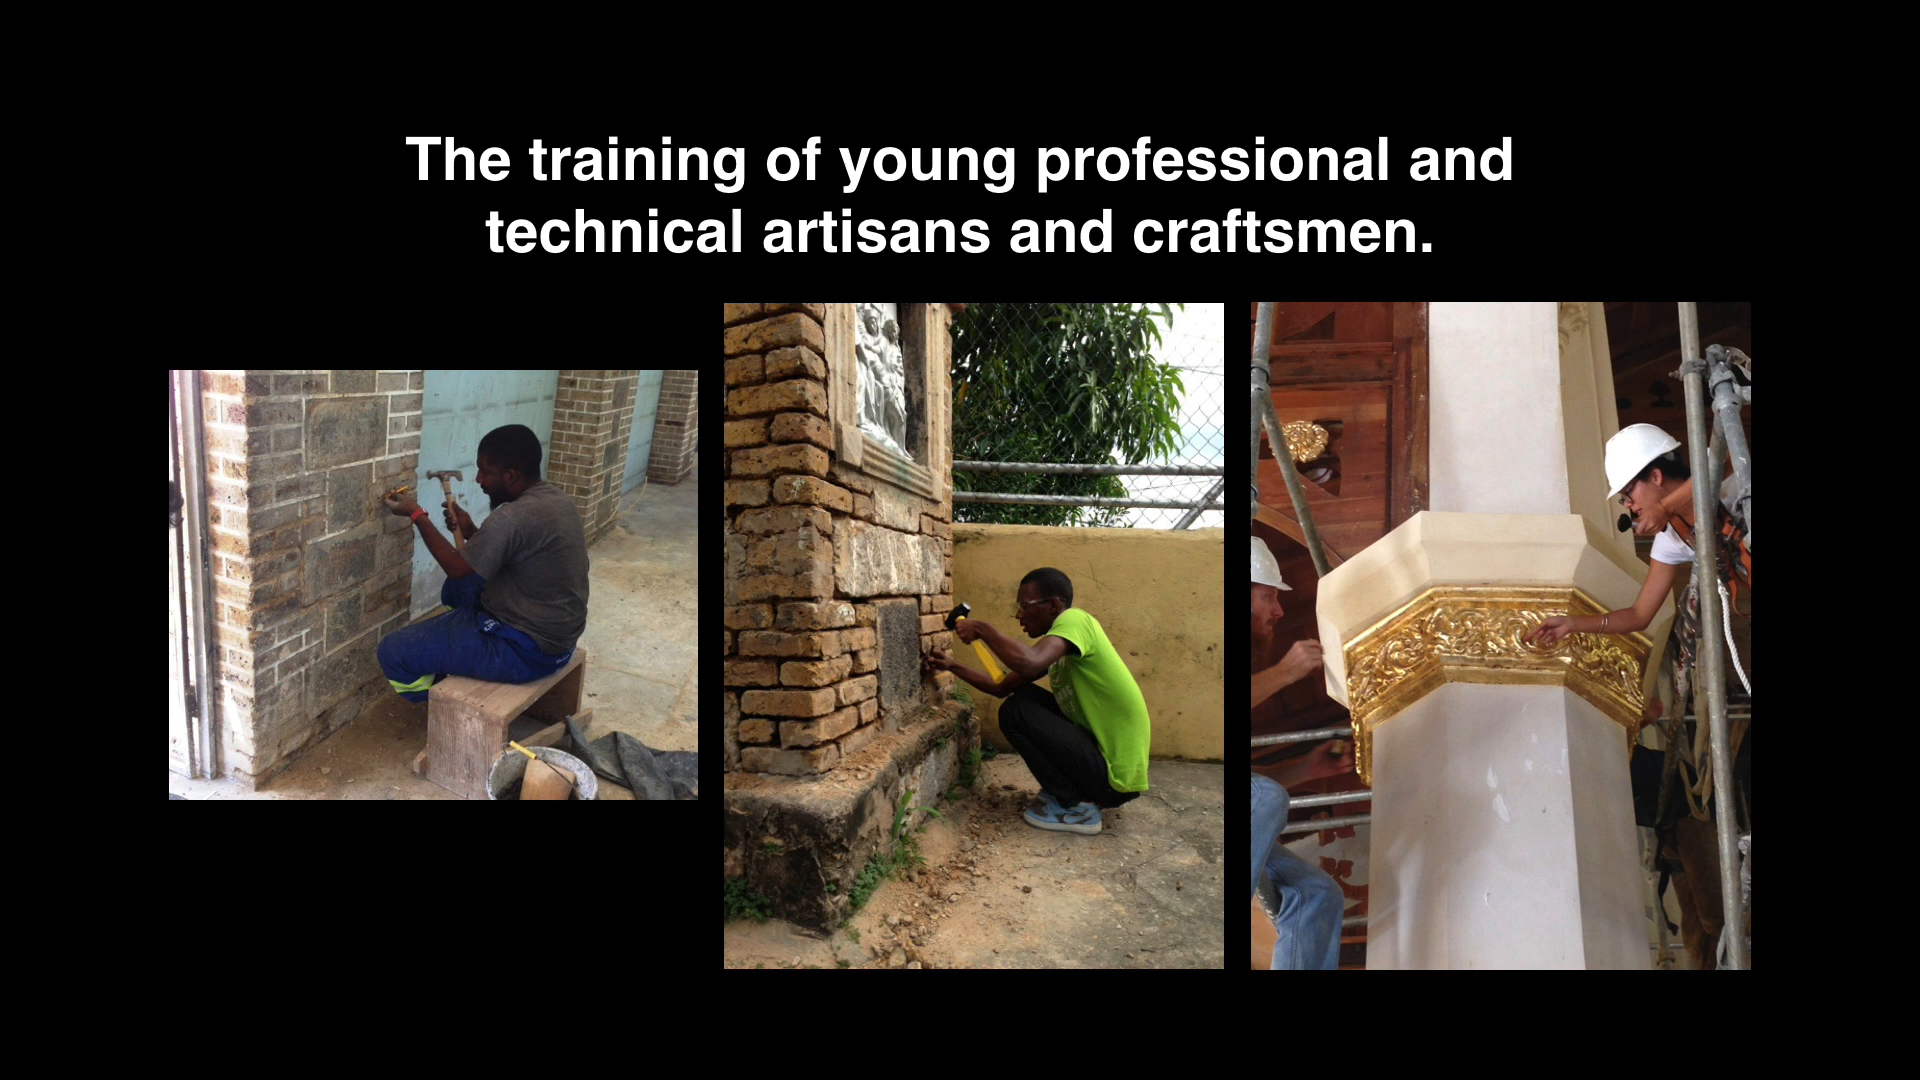 The training of young professional and
technical artisans and craftsmen.